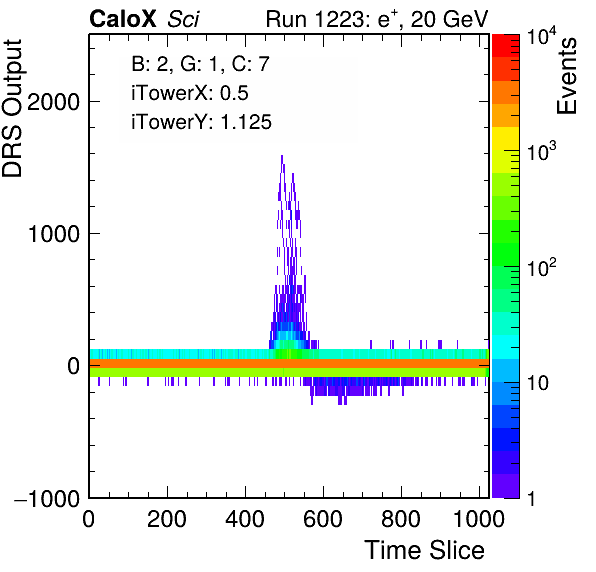 CaloX Sci Run 1223: e⁺, 20 GeV
B: 2, G: 1, C: 7
iTowerX: 0.5
iTowerY: 1.125
DRS Output
2000
1000
0
−1000
0 200 400 600 800 1000
Time Slice
Events
10⁴
10³
10²
10
1